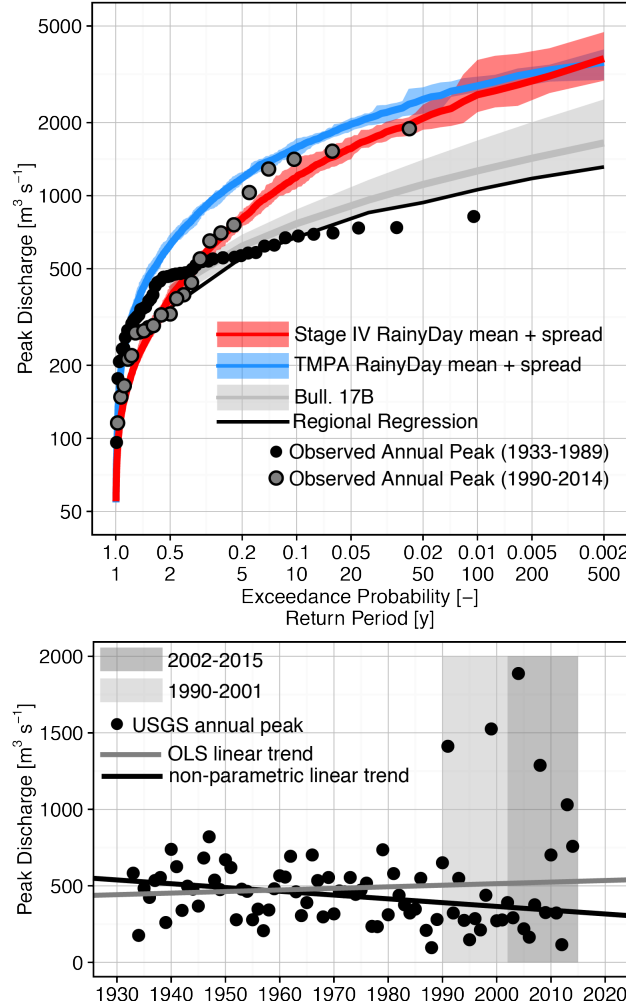 5000
2000
1000
500
200
100
50
Peak Discharge [m³ s⁻¹]
Stage IV RainyDay mean + spread
TMPA RainyDay mean + spread
Bull. 17B
Regional Regression
Observed Annual Peak (1933-1989)
Observed Annual Peak (1990-2014)
1.0 0.5 0.2 0.1 0.05 0.02 0.01 0.005 0.002
1 2 5 10 20 50 100 200 500
Exceedance Probability [–]
Return Period [y]
2000
1500
1000
500
0
Peak Discharge [m³ s⁻¹]
2002-2015
1990-2001
USGS annual peak
OLS linear trend
non-parametric linear trend
1930 1940 1950 1960 1970 1980 1990 2000 2010 2020